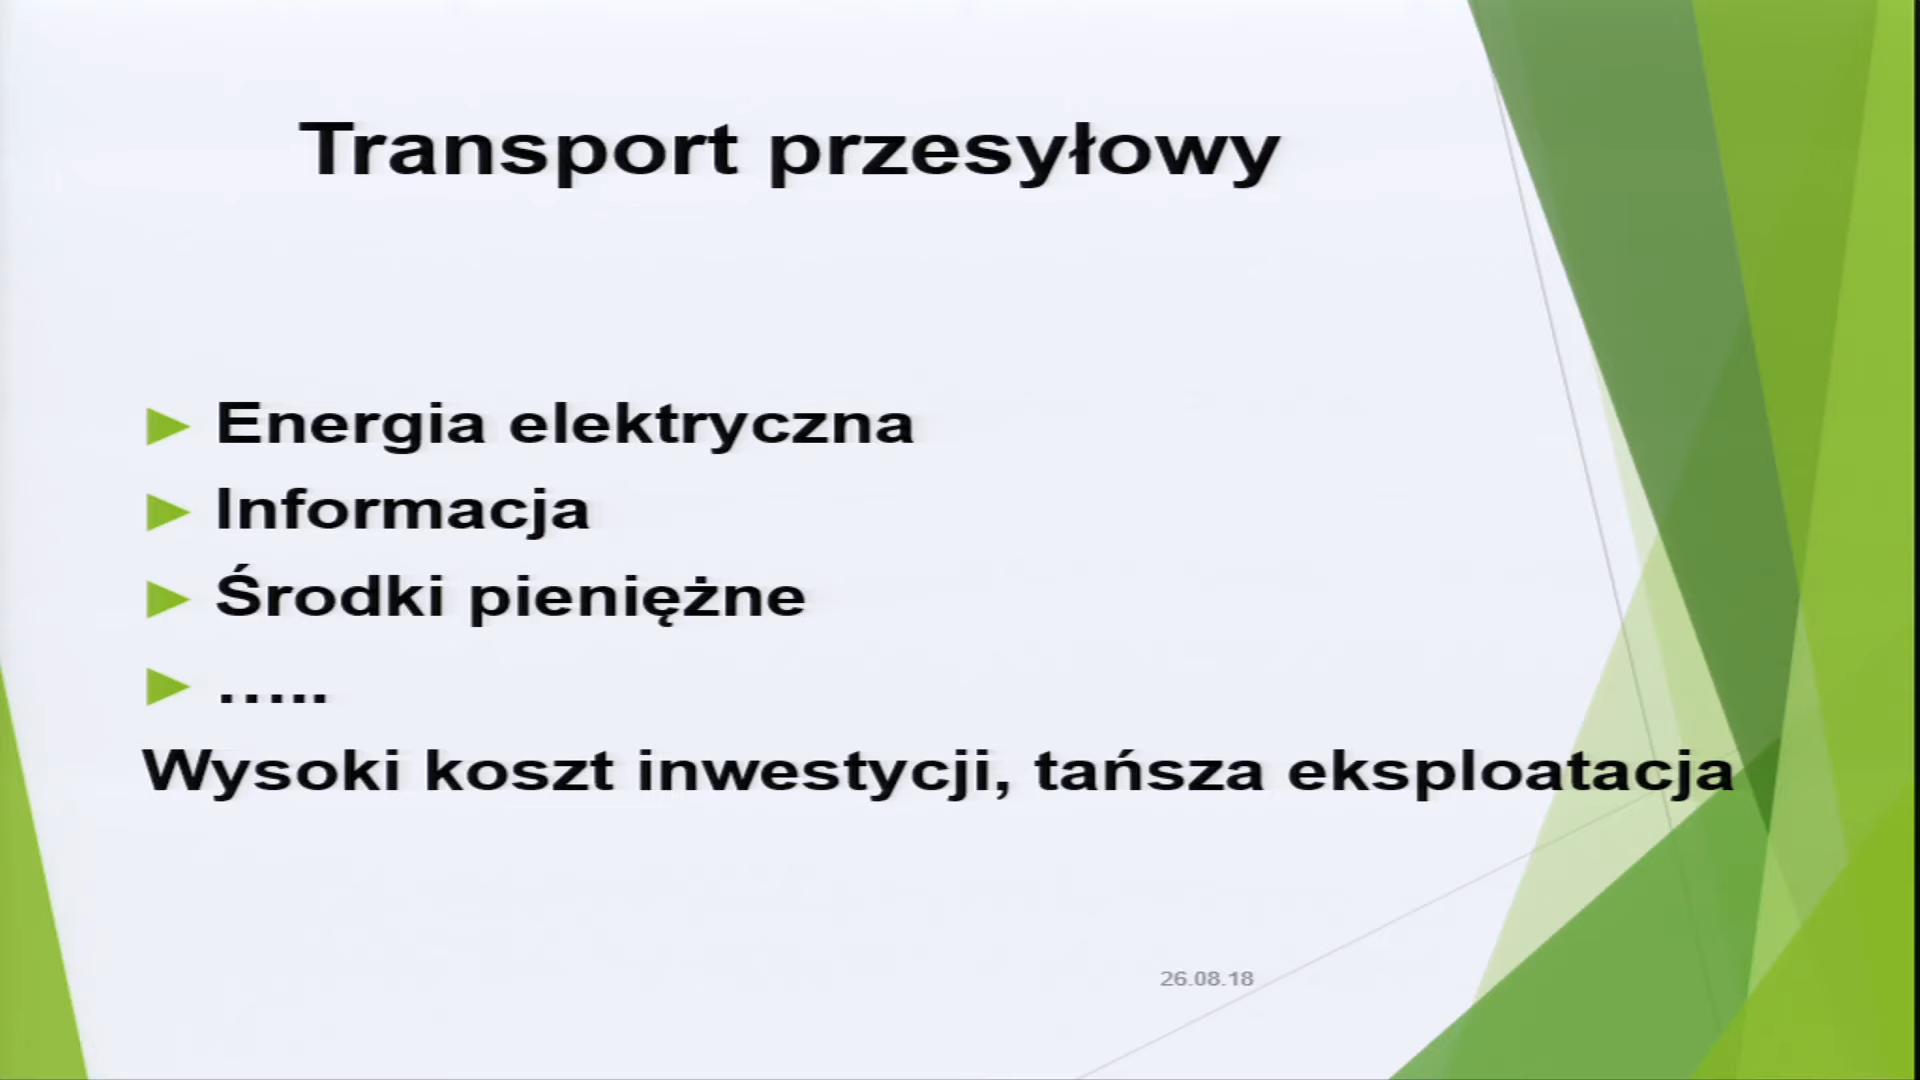 Transport przesyłowy
Energia elektryczna
Informacja
Środki pieniężne
…..
Wysoki koszt inwestycji, tańsza eksploatacja
26.08.18